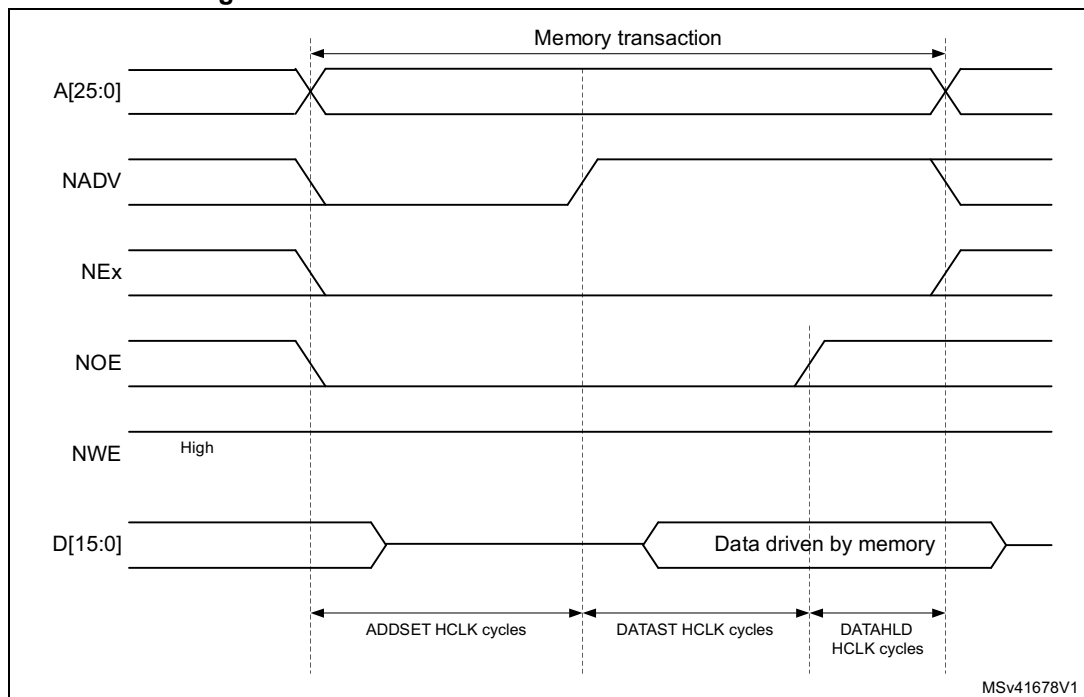 Memory transaction
A[25:0]
NADV
NEx
NOE
NWE
High
D[15:0]
Data driven by memory
ADDSET HCLK cycles
DATAST HCLK cycles
DATAHLD
HCLK cycles
MSv41678V1